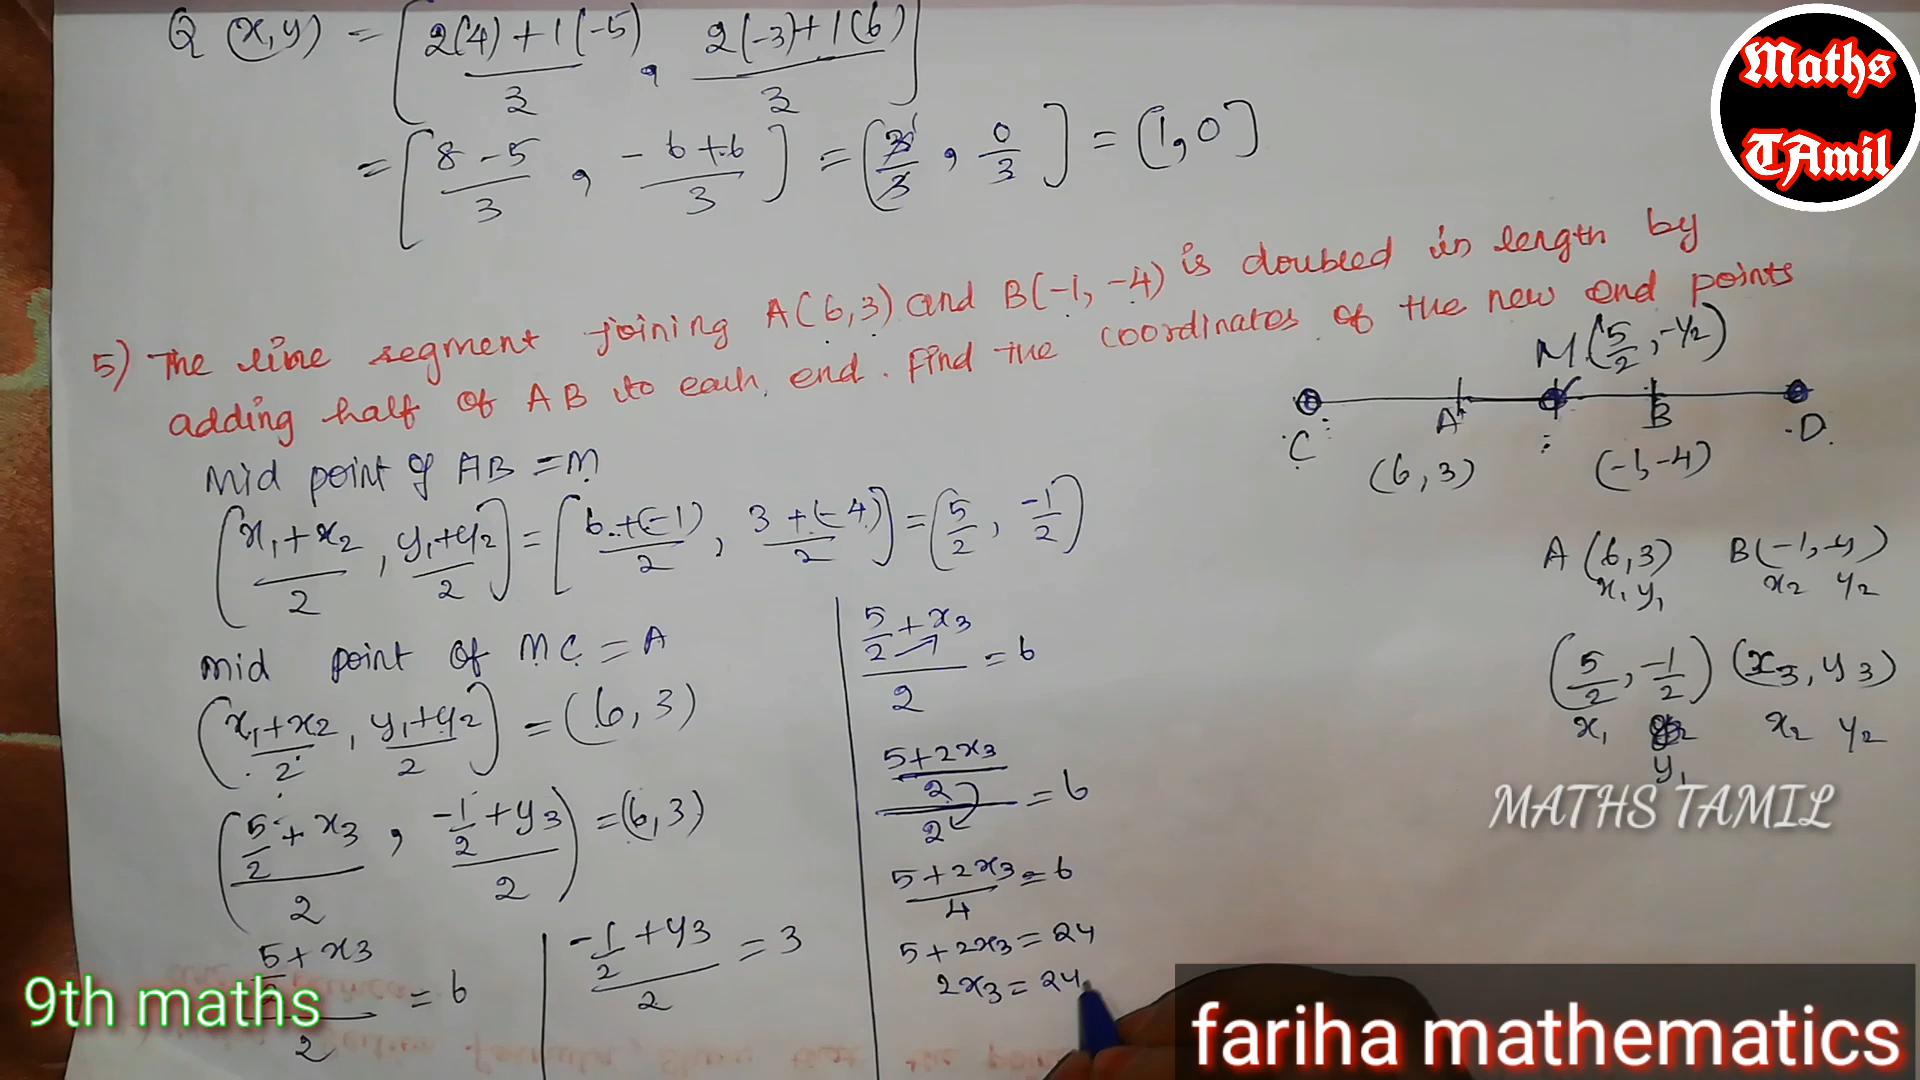 Q (x,y) = [ 2(4)+1(-5) / 3 , 2(-3)+1(6) / 3 ]
= [ 8-5 / 3 , -6+6 / 3 ] = ( 3/3 , 0/3 ] = (1,0]
Maths
TAmil
5) The line segment joining A(6,3) and B(-1,-4) is doubled in length by
adding half of AB to each end. Find the coordinates of the new end points
M(5/2, -1/2)
C A B D
(6,3) (-1,-4)
Mid point of AB = M
( x₁+x₂ / 2 , y₁+y₂ / 2 ] = [ 6+(-1) / 2 , 3+(-4) / 2 ] = ( 5/2 , -1/2 )
A (6,3) B(-1,-4)
x₁ y₁ x₂ y₂
Mid point of MC = A
( x₁+x₂ / 2 , y₁+y₂ / 2 ] = (6,3)
( 5/2 + x₃ / 2 , -1/2 + y₃ / 2 ) = (6,3)
5 + x₃ / 2 = 6
-1/2 + y₃ / 2 = 3
5/2 + x₃ / 2 = 6
5+2x₃ / 2 / 2 = 6
5+2x₃ / 4 = 6
5+2x₃ = 24
2x₃ = 24
( 5/2 , -1/2 ) (x₃, y₃)
x₁ y₁ x₂ y₂
MATHS TAMIL
9th maths
fariha mathematics